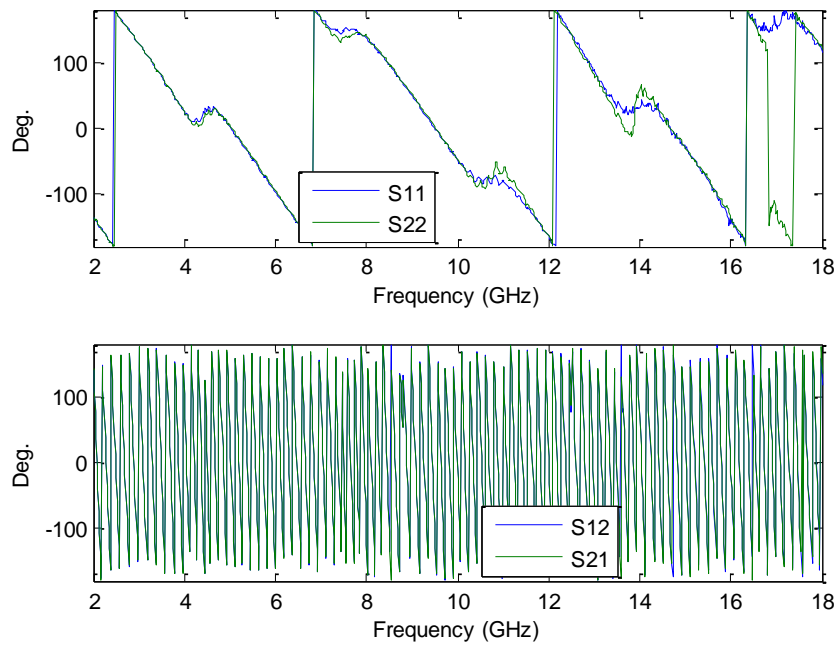 100
0
-100
Deg.
S11
S22
2 4 6 8 10 12 14 16 18
Frequency (GHz)
100
0
-100
Deg.
S12
S21
2 4 6 8 10 12 14 16 18
Frequency (GHz)